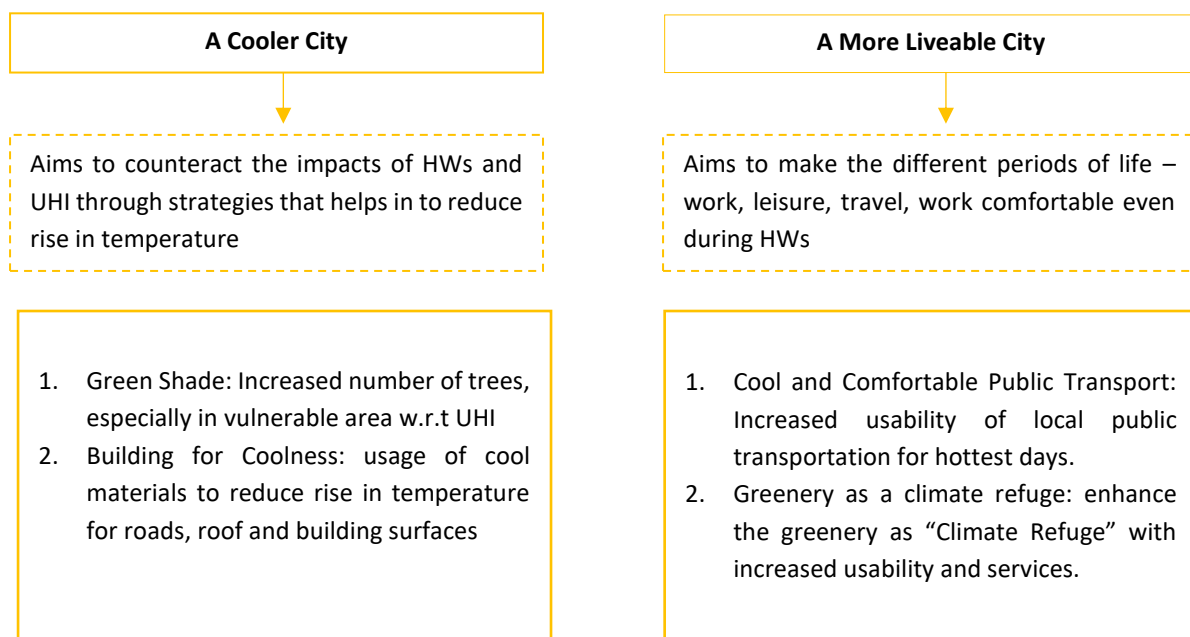 A Cooler City
Aims to counteract the impacts of HWs and
UHI through strategies that helps in to reduce
rise in temperature
1. Green Shade: Increased number of trees,
especially in vulnerable area w.r.t UHI
2. Building for Coolness: usage of cool
materials to reduce rise in temperature
for roads, roof and building surfaces
A More Liveable City
Aims to make the different periods of life –
work, leisure, travel, work comfortable even
during HWs
1. Cool and Comfortable Public Transport:
Increased usability of local public
transportation for hottest days.
2. Greenery as a climate refuge: enhance
the greenery as “Climate Refuge” with
increased usability and services.